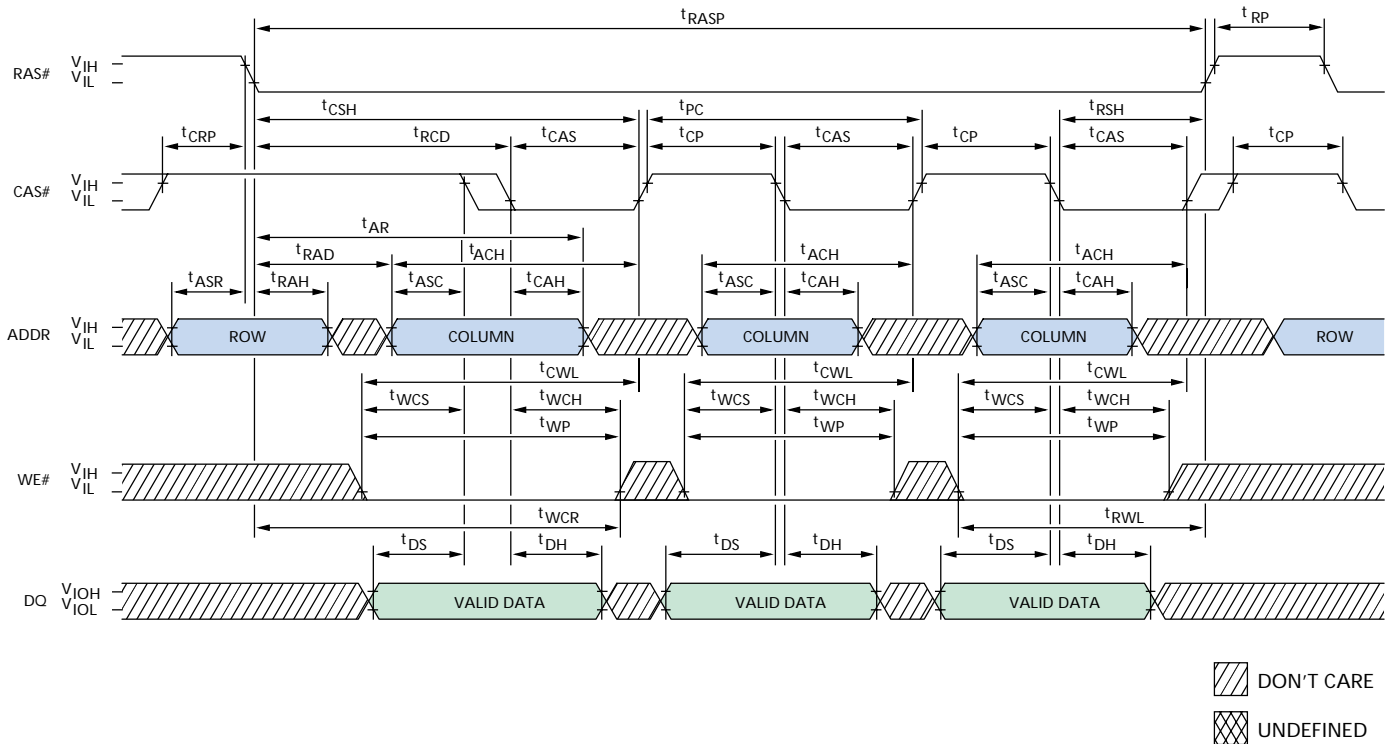 tRASP tRP
RAS# VIH
VIL
tCSH tPC tRSH
tCRP tRCD tCAS tCP tCAS tCP tCAS tCP
CAS# VIH
VIL
tAR
tRAD tACH tACH tACH
tASR tRAH tASC tCAH tASC tCAH tASC tCAH
ADDR VIH
VIL
ROW COLUMN COLUMN COLUMN ROW
tCWL tCWL tCWL
tWCS tWCH tWCS tWCH tWCS tWCH
tWP tWP tWP
WE# VIH
VIL
tWCR tRWL
tDS tDH tDS tDH tDS tDH
DQ VIOH
VIOL
VALID DATA VALID DATA VALID DATA
DON'T CARE
UNDEFINED